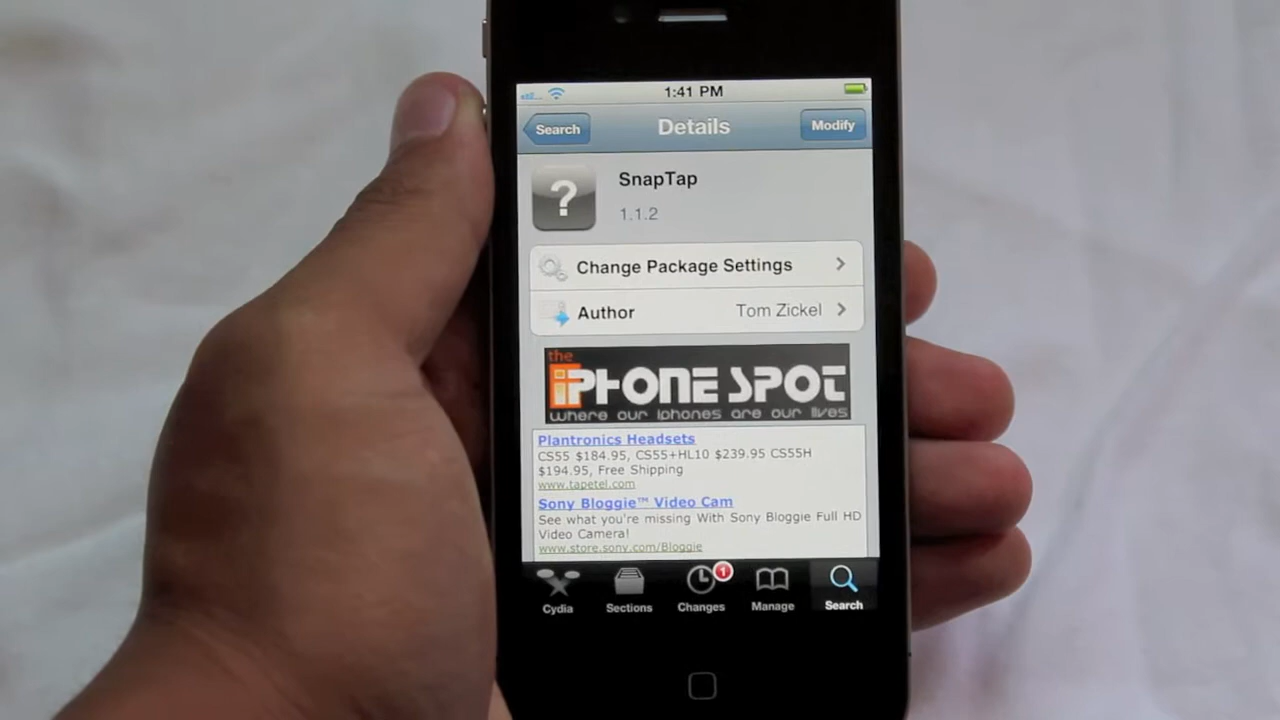 1:41 PM
Search
Details
Modify
?
SnapTap
1.1.2
Change Package Settings
Author
Tom Zickel
the
iPHONE SPOT
where our iphones are our lives
Plantronics Headsets
CS55 $184.95, CS55+HL10 $239.95 CS55H
$194.95, Free Shipping
www.tapetel.com
Sony Bloggie™ Video Cam
See what you're missing With Sony Bloggie Full HD
Video Camera!
www.store.sony.com/Bloggie
1
Cydia
Sections
Changes
Manage
Search